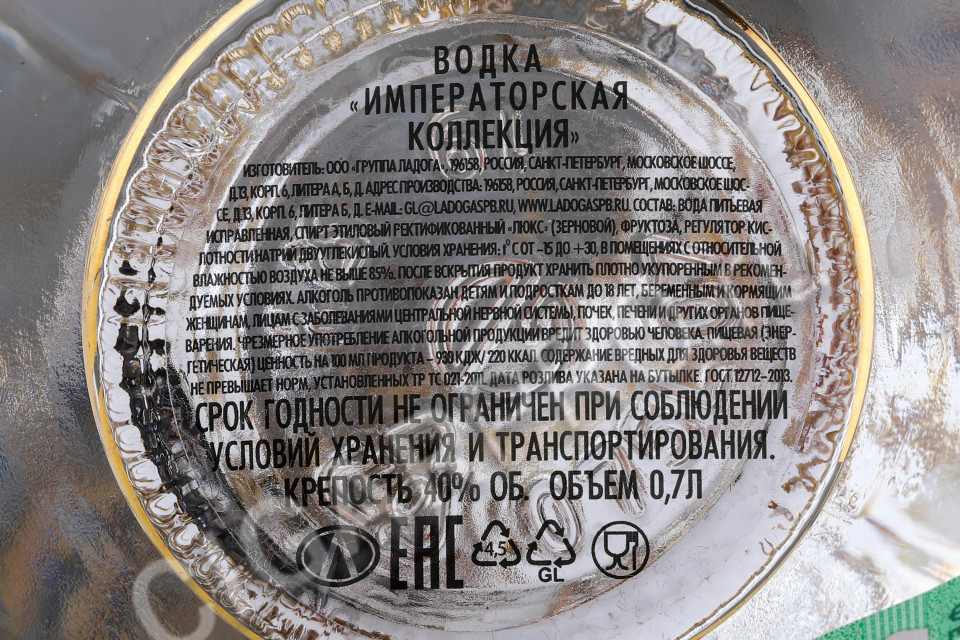 ВОДКА
«ИМПЕРАТОРСКАЯ
КОЛЛЕКЦИЯ»
ИЗГОТОВИТЕЛЬ: ООО «ГРУППА ЛАДОГА», 196158, РОССИЯ, САНКТ-ПЕТЕРБУРГ, МОСКОВСКОЕ ШОССЕ,
Д.13, КОРП. 6, ЛИТЕРА А, Б, Д. АДРЕС ПРОИЗВОДСТВА: 196158, РОССИЯ, САНКТ-ПЕТЕРБУРГ, МОСКОВСКОЕ ШОС-
СЕ, Д.13, КОРП. 6, ЛИТЕРА Б, Д. E-MAIL: GL@LADOGASPB.RU, WWW.LADOGASPB.RU. СОСТАВ: ВОДА ПИТЬЕВАЯ
ИСПРАВЛЕННАЯ, СПИРТ ЭТИЛОВЫЙ РЕКТИФИКОВАННЫЙ «ЛЮКС» (ЗЕРНОВОЙ), ФРУКТОЗА, РЕГУЛЯТОР КИС-
ЛОТНОСТИ НАТРИЙ ДВУУГЛЕКИСЛЫЙ. УСЛОВИЯ ХРАНЕНИЯ: t° С ОТ -15 ДО +30, В ПОМЕЩЕНИЯХ С ОТНОСИТЕЛЬНОЙ
ВЛАЖНОСТЬЮ ВОЗДУХА НЕ ВЫШЕ 85%. ПОСЛЕ ВСКРЫТИЯ ПРОДУКТ ХРАНИТЬ ПЛОТНО УКУПОРЕННЫМ В РЕКОМЕН-
ДУЕМЫХ УСЛОВИЯХ. АЛКОГОЛЬ ПРОТИВОПОКАЗАН ДЕТЯМ И ПОДРОСТКАМ ДО 18 ЛЕТ, БЕРЕМЕННЫМ И КОРМЯЩИМ
ЖЕНЩИНАМ, ЛИЦАМ С ЗАБОЛЕВАНИЯМИ ЦЕНТРАЛЬНОЙ НЕРВНОЙ СИСТЕМЫ, ПОЧЕК, ПЕЧЕНИ И ДРУГИХ ОРГАНОВ ПИЩЕ-
ВАРЕНИЯ. ЧРЕЗМЕРНОЕ УПОТРЕБЛЕНИЕ АЛКОГОЛЬНОЙ ПРОДУКЦИИ ВРЕДИТ ЗДОРОВЬЮ ЧЕЛОВЕКА. ПИЩЕВАЯ (ЭНЕР-
ГЕТИЧЕСКАЯ) ЦЕННОСТЬ НА 100 МЛ ПРОДУКТА – 930 КДЖ/ 220 ККАЛ. СОДЕРЖАНИЕ ВРЕДНЫХ ДЛЯ ЗДОРОВЬЯ ВЕЩЕСТВ
НЕ ПРЕВЫШАЕТ НОРМ, УСТАНОВЛЕННЫХ ТР ТС 021-2011. ДАТА РОЗЛИВА УКАЗАНА НА БУТЫЛКЕ. ГОСТ 12712–2013.
СРОК ГОДНОСТИ НЕ ОГРАНИЧЕН ПРИ СОБЛЮДЕНИИ
УСЛОВИЙ ХРАНЕНИЯ И ТРАНСПОРТИРОВАНИЯ.
КРЕПОСТЬ 40% ОБ. ОБЪЕМ 0,7Л
ЕАС 4,5 GL